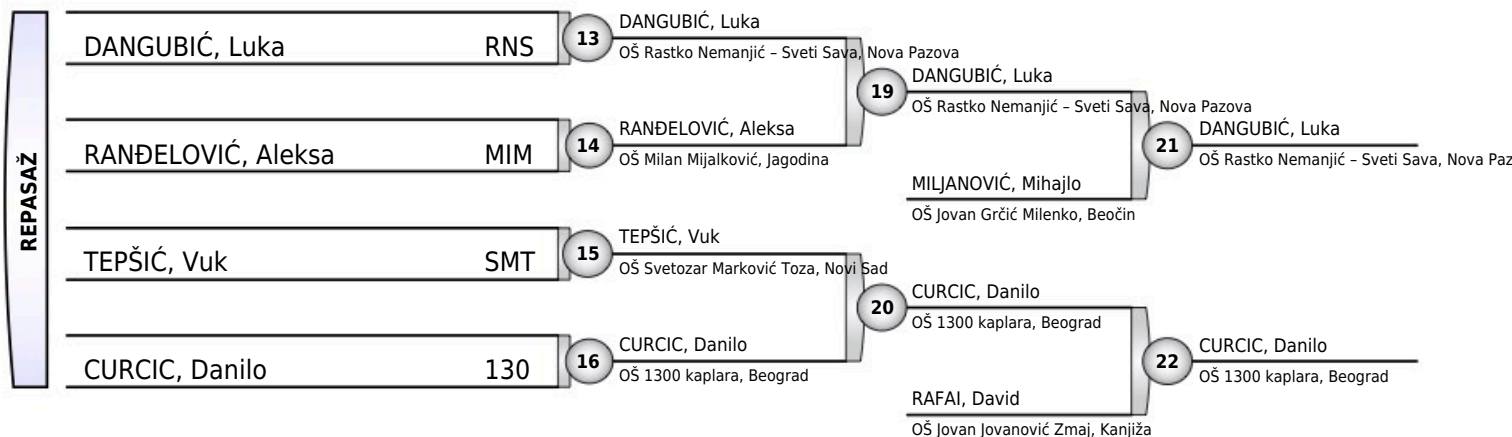 REPASAŽ
DANGUBIĆ, Luka RNS
RANĐELOVIĆ, Aleksa MIM
TEPŠIĆ, Vuk SMT
CURCIC, Danilo 130
13
DANGUBIĆ, Luka
OŠ Rastko Nemanjić – Sveti Sava, Nova Pazova
14
RANĐELOVIĆ, Aleksa
OŠ Milan Mijalković, Jagodina
15
TEPŠIĆ, Vuk
OŠ Svetozar Marković Toza, Novi Sad
16
CURCIC, Danilo
OŠ 1300 kaplara, Beograd
19
DANGUBIĆ, Luka
OŠ Rastko Nemanjić – Sveti Sava, Nova Pazova
MILJANOVIĆ, Mihajlo
OŠ Jovan Grčić Milenko, Beočin
20
CURCIC, Danilo
OŠ 1300 kaplara, Beograd
RAFAI, David
OŠ Jovan Jovanović Zmaj, Kanjiža
21
DANGUBIĆ, Luka
OŠ Rastko Nemanjić – Sveti Sava, Nova Paz
22
CURCIC, Danilo
OŠ 1300 kaplara, Beograd